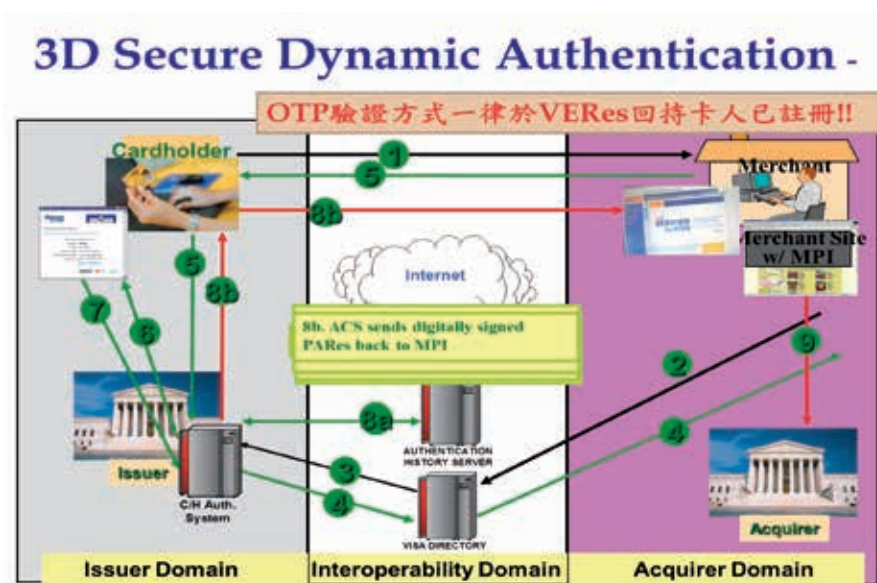 3D Secure Dynamic Authentication -
OTP驗證方式一律於VERes回持卡人已註冊!!
Cardholder
1
5
Merchant
8b
Merchant Site
w/ MPI
Internet
5
8b
7
6
8b. ACS sends digitally signed
PARes back to MPI
9
2
8a
4
AUTHENTICATION
HISTORY SERVER
3
Issuer
4
C/H Auth.
System
Acquirer
VISA DIRECTORY
Issuer Domain
Interoperability Domain
Acquirer Domain